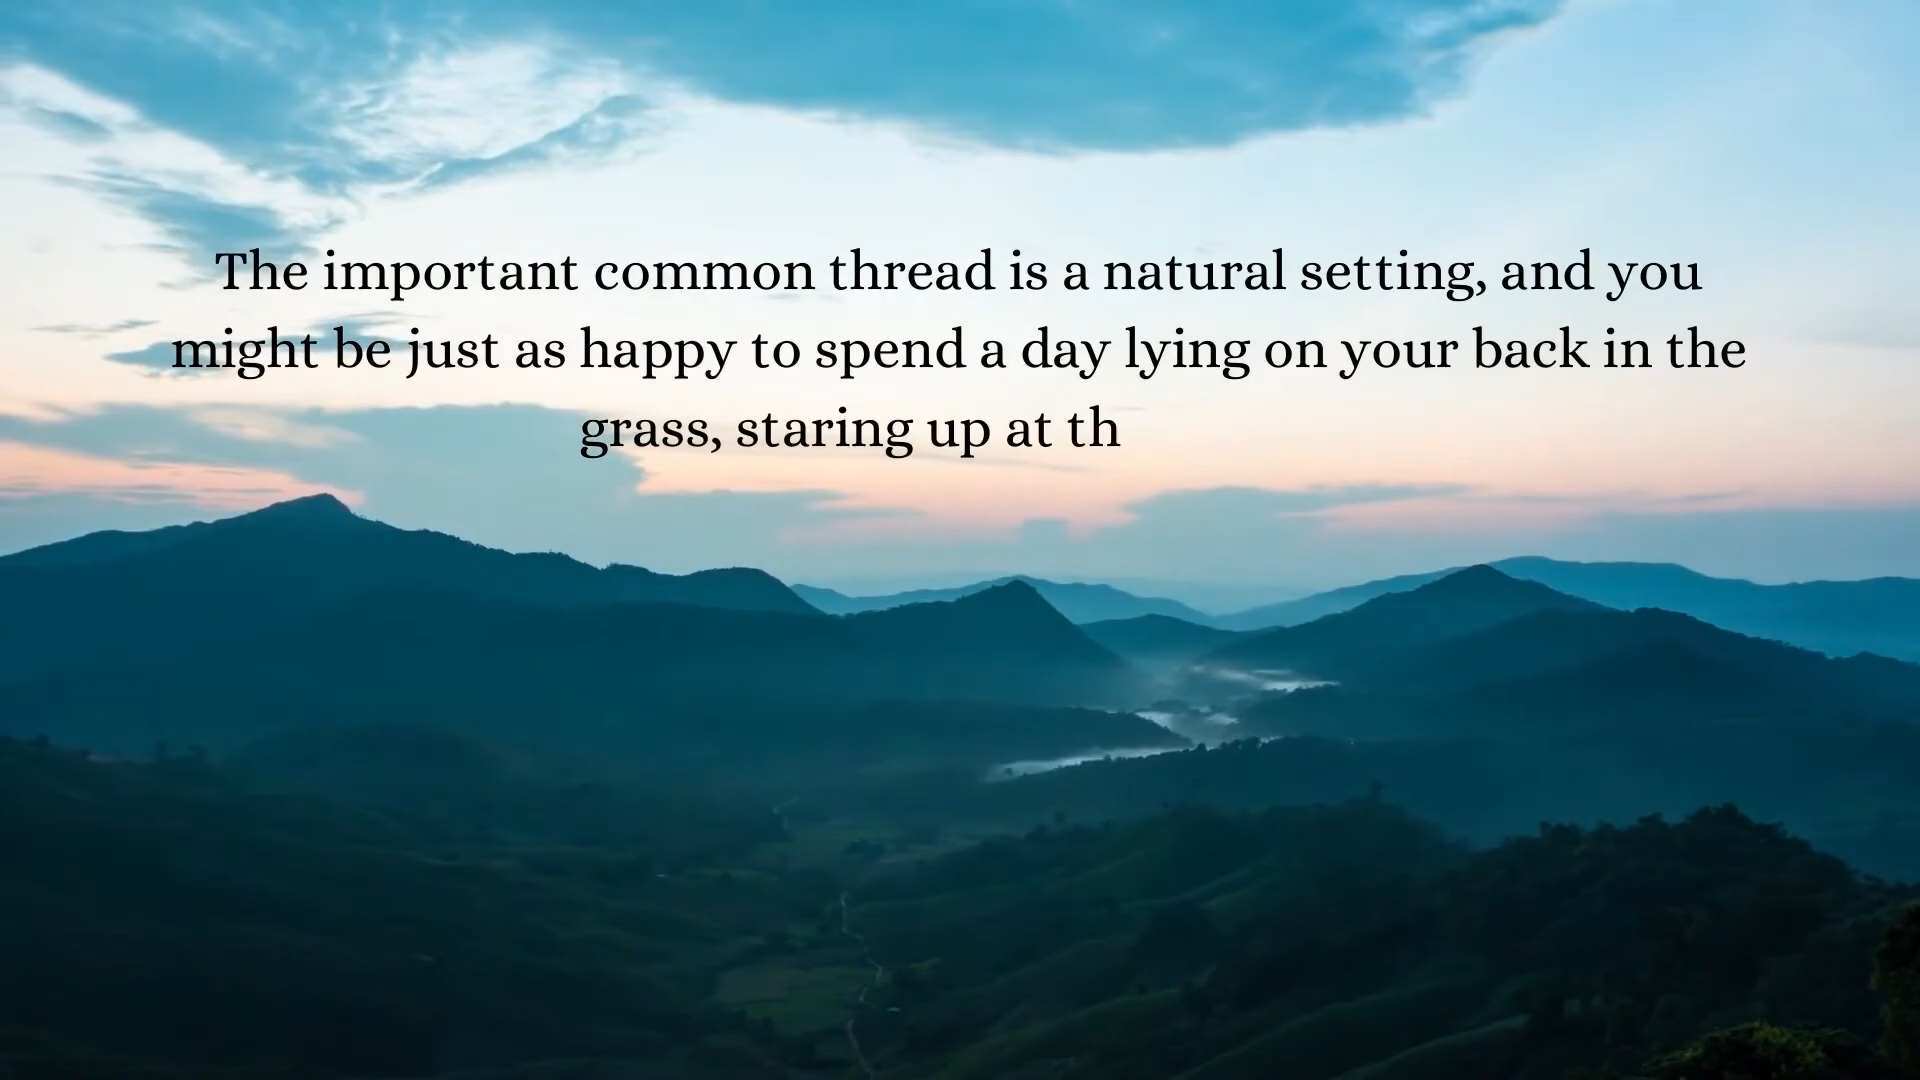 The important common thread is a natural setting, and you
might be just as happy to spend a day lying on your back in the
grass, staring up at th